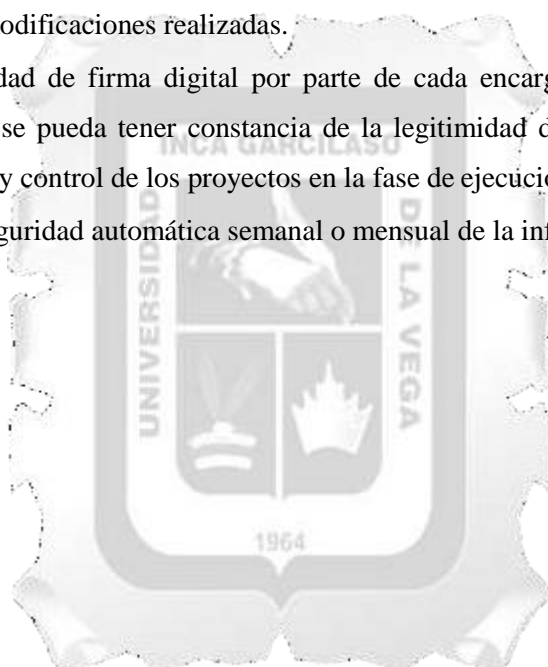 odificaciones realizadas.
dad de firma digital por parte de cada encarg
se pueda tener constancia de la legitimidad d
y control de los proyectos en la fase de ejecució
guridad automática semanal o mensual de la inf
INCA GARCILASO
UNIVERSIDAD
DE LA VEGA
1964